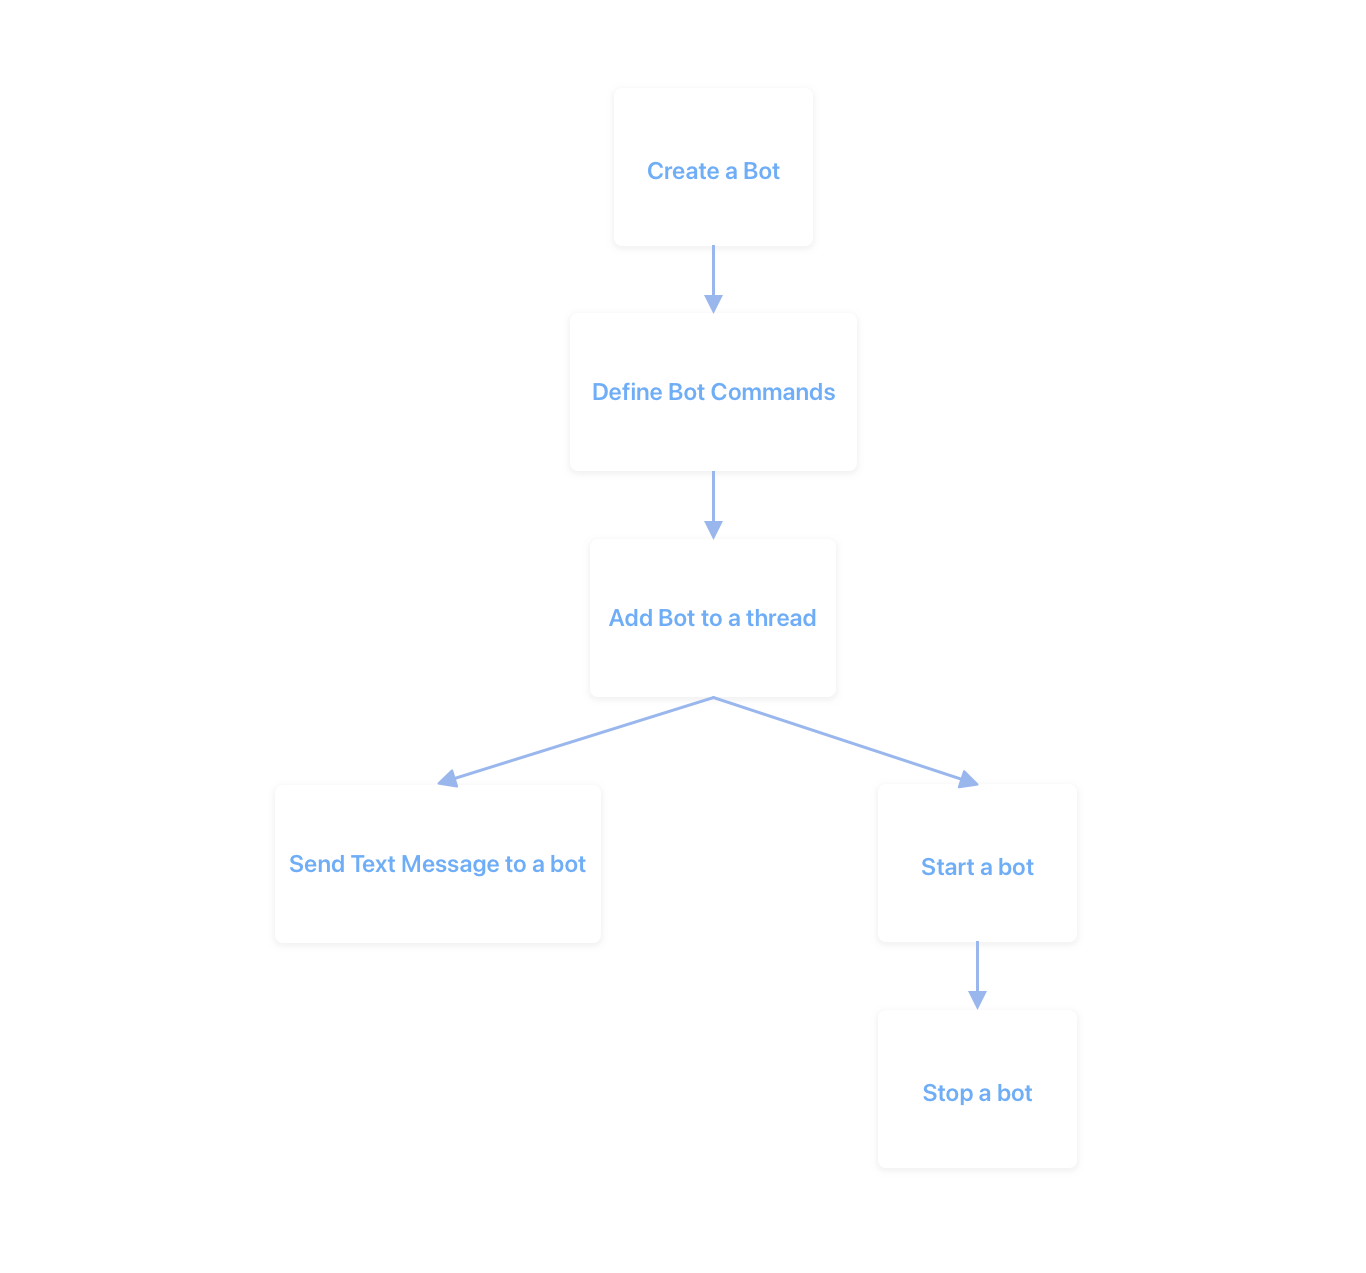 Create a Bot
Define Bot Commands
Add Bot to a thread
Send Text Message to a bot
Start a bot
Stop a bot